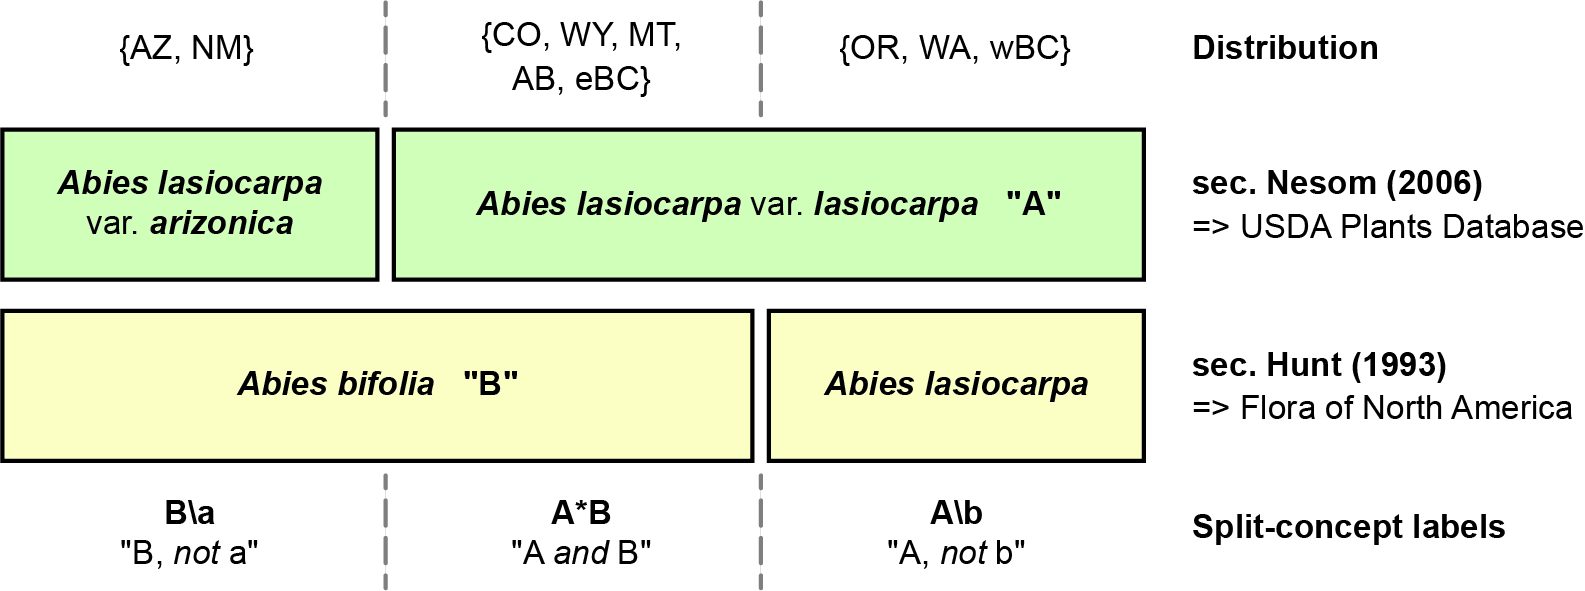 {AZ, NM}
{CO, WY, MT,
AB, eBC}
{OR, WA, wBC}
Distribution
Abies lasiocarpa
var. arizonica
Abies lasiocarpa var. lasiocarpa "A"
sec. Nesom (2006)
=> USDA Plants Database
Abies bifolia "B"
Abies lasiocarpa
sec. Hunt (1993)
=> Flora of North America
B\a
"B, not a"
A*B
"A and B"
A\b
"A, not b"
Split-concept labels